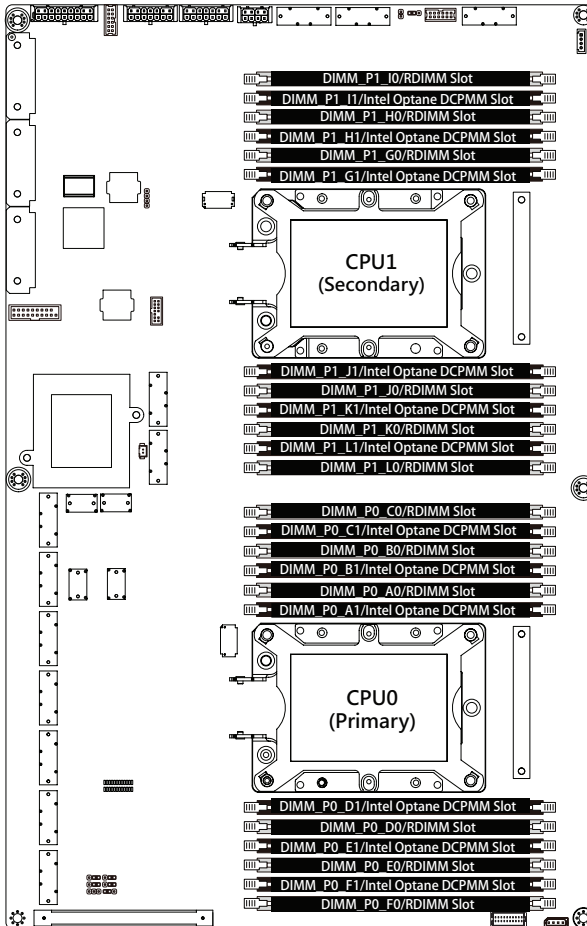 DIMM_P1_I0/RDIMM Slot
DIMM_P1_I1/Intel Optane DCPMM Slot
DIMM_P1_H0/RDIMM Slot
DIMM_P1_H1/Intel Optane DCPMM Slot
DIMM_P1_G0/RDIMM Slot
DIMM_P1_G1/Intel Optane DCPMM Slot
CPU1
(Secondary)
DIMM_P1_J1/Intel Optane DCPMM Slot
DIMM_P1_J0/RDIMM Slot
DIMM_P1_K1/Intel Optane DCPMM Slot
DIMM_P1_K0/RDIMM Slot
DIMM_P1_L1/Intel Optane DCPMM Slot
DIMM_P1_L0/RDIMM Slot
DIMM_P0_C0/RDIMM Slot
DIMM_P0_C1/Intel Optane DCPMM Slot
DIMM_P0_B0/RDIMM Slot
DIMM_P0_B1/Intel Optane DCPMM Slot
DIMM_P0_A0/RDIMM Slot
DIMM_P0_A1/Intel Optane DCPMM Slot
CPU0
(Primary)
DIMM_P0_D1/Intel Optane DCPMM Slot
DIMM_P0_D0/RDIMM Slot
DIMM_P0_E1/Intel Optane DCPMM Slot
DIMM_P0_E0/RDIMM Slot
DIMM_P0_F1/Intel Optane DCPMM Slot
DIMM_P0_F0/RDIMM Slot